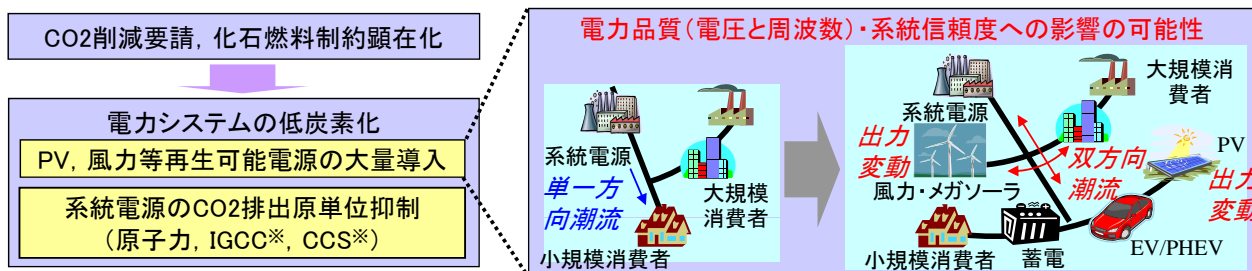 CO2削減要請，化石燃料制約顕在化
電力システムの低炭素化
PV，風力等再生可能電源の大量導入
系統電源のCO2排出原単位抑制
（原子力，IGCC※，CCS※）
電力品質（電圧と周波数）・系統信頼度への影響の可能性
系統電源
単一方
向潮流
大規模
消費者
小規模消費者
大規模消
費者
系統電源
出力
変動
風力・メガソーラ
双方向
潮流
PV
出力
変動
小規模消費者
蓄電
EV/PHEV